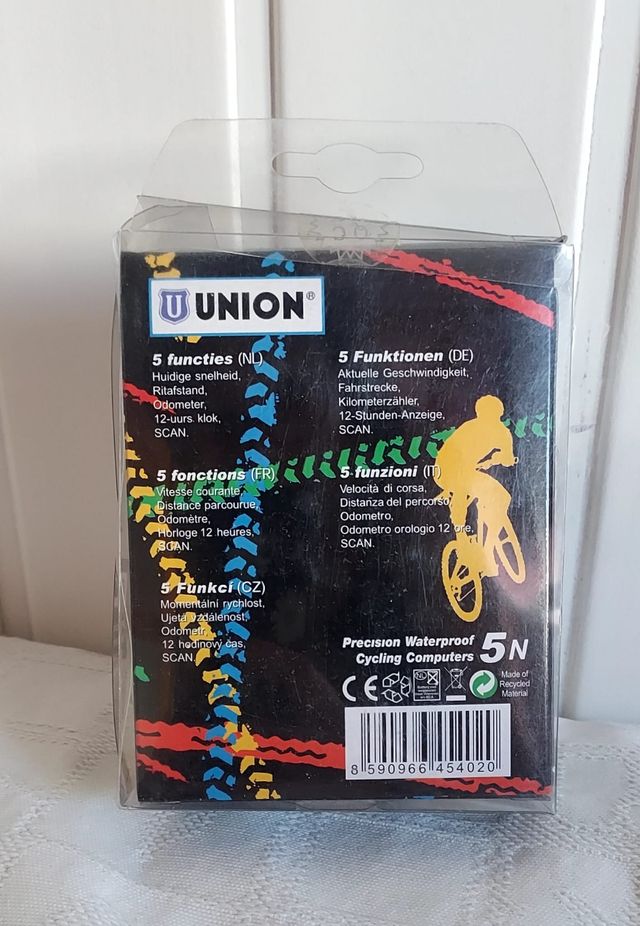 UNION®
5 functies (NL)
Huidige snelheid,
Ritafstand,
Odometer,
12-uurs. klok,
SCAN.
5 Funktionen (DE)
Aktuelle Geschwindigkeit,
Fahrstrecke,
Kilometerzähler,
12-Stunden-Anzeige,
SCAN.
5 fonctions (FR)
Vitesse courante,
Distance parcourue,
Odomètre,
Horloge 12 heures,
SCAN.
5 funzioni (IT)
Velocità di corsa,
Distanza del percorso,
Odometro,
Odometro orologio 12 ore,
SCAN.
5 Funkcí (CZ)
Momentální rychlost,
Ujetá vzdálenost,
Odometr,
12 hodinový čas,
SCAN.
Precision Waterproof
Cycling Computers
5N
CE
NL
Made of
Recycled
Material
8 590966 454020